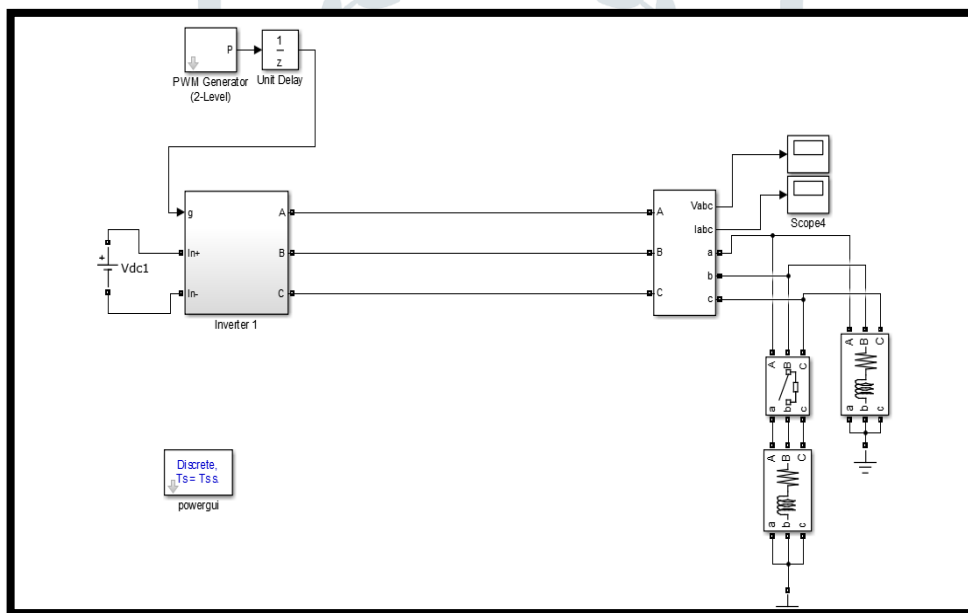 P
1
z
PWM Generator
(2-Level)
Unit Delay
g
In+
In-
A
B
C
Inverter 1
+
Vdc1
A
B
C
Vabc
Iabc
a
b
c
Scope4
A B C
a b c
A B C
a b c
A B C
a b c
Discrete,
Ts = Tss.
powergui